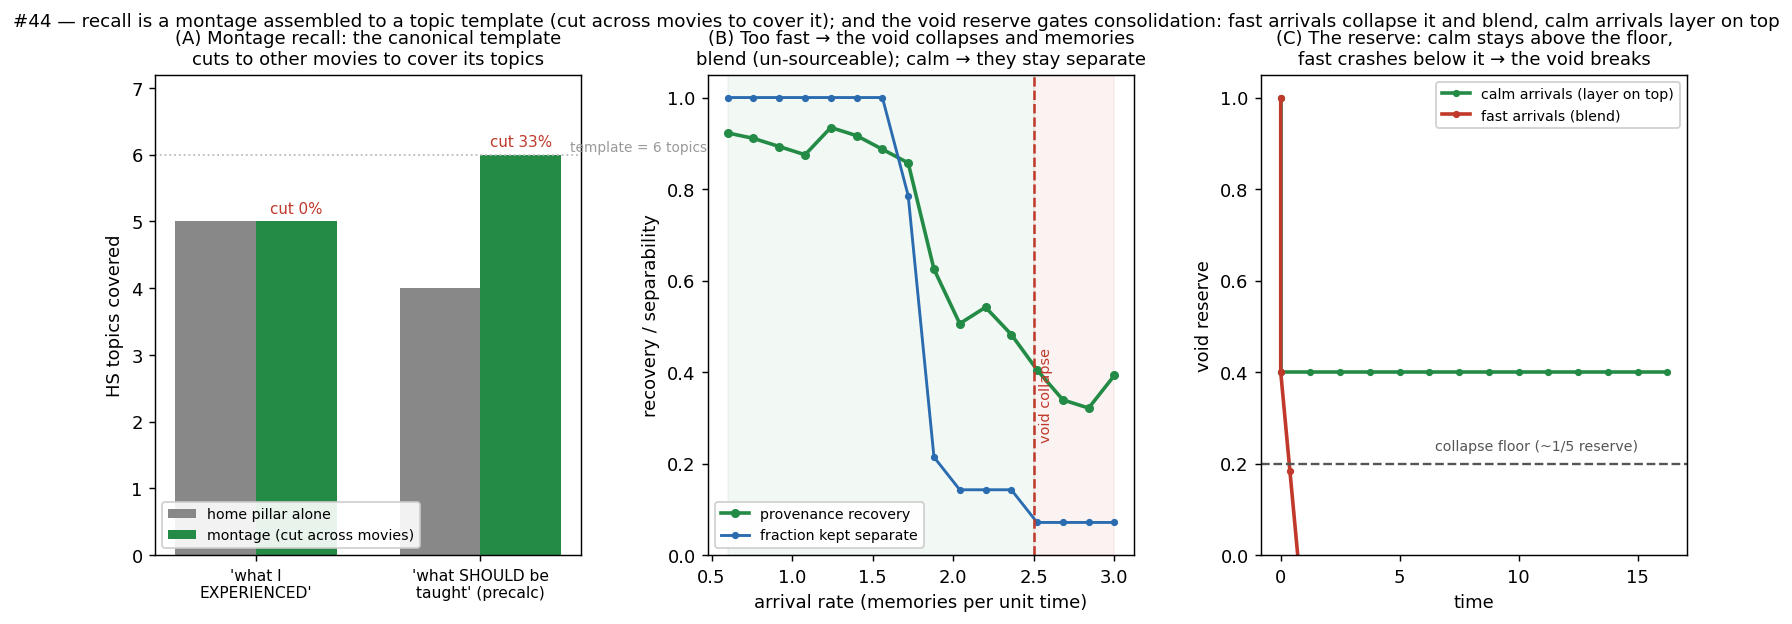 #44 — recall is a montage assembled to a topic template (cut across movies to cover it); and the void reserve gates consolidation: fast arrivals collapse it and blend, calm arrivals layer on top
(A) Montage recall: the canonical template
cuts to other movies to cover its topics
7
6
5
4
3
2
1
0
HS topics covered
cut 0%
cut 33%
template = 6 topics
home pillar alone
montage (cut across movies)
'what I
EXPERIENCED'
'what SHOULD be
taught' (precalc)
(B) Too fast → the void collapses and memories
blend (un-sourceable); calm → they stay separate
1.0
0.8
0.6
0.4
0.2
0.0
recovery / separability
void collapse
provenance recovery
fraction kept separate
0.5
1.0
1.5
2.0
2.5
3.0
arrival rate (memories per unit time)
(C) The reserve: calm stays above the floor,
fast crashes below it → the void breaks
1.0
0.8
0.6
0.4
0.2
0.0
void reserve
calm arrivals (layer on top)
fast arrivals (blend)
collapse floor (~1/5 reserve)
0
5
10
15
time